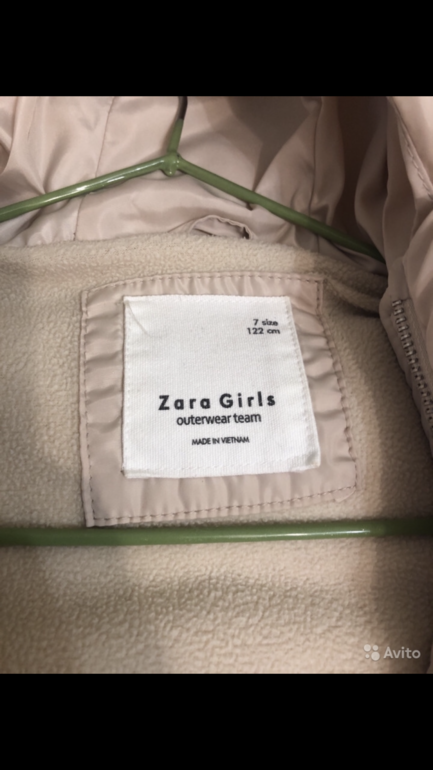 7 size
122 cm
Zara Girls
outerwear team
MADE IN VIETNAM
Avito